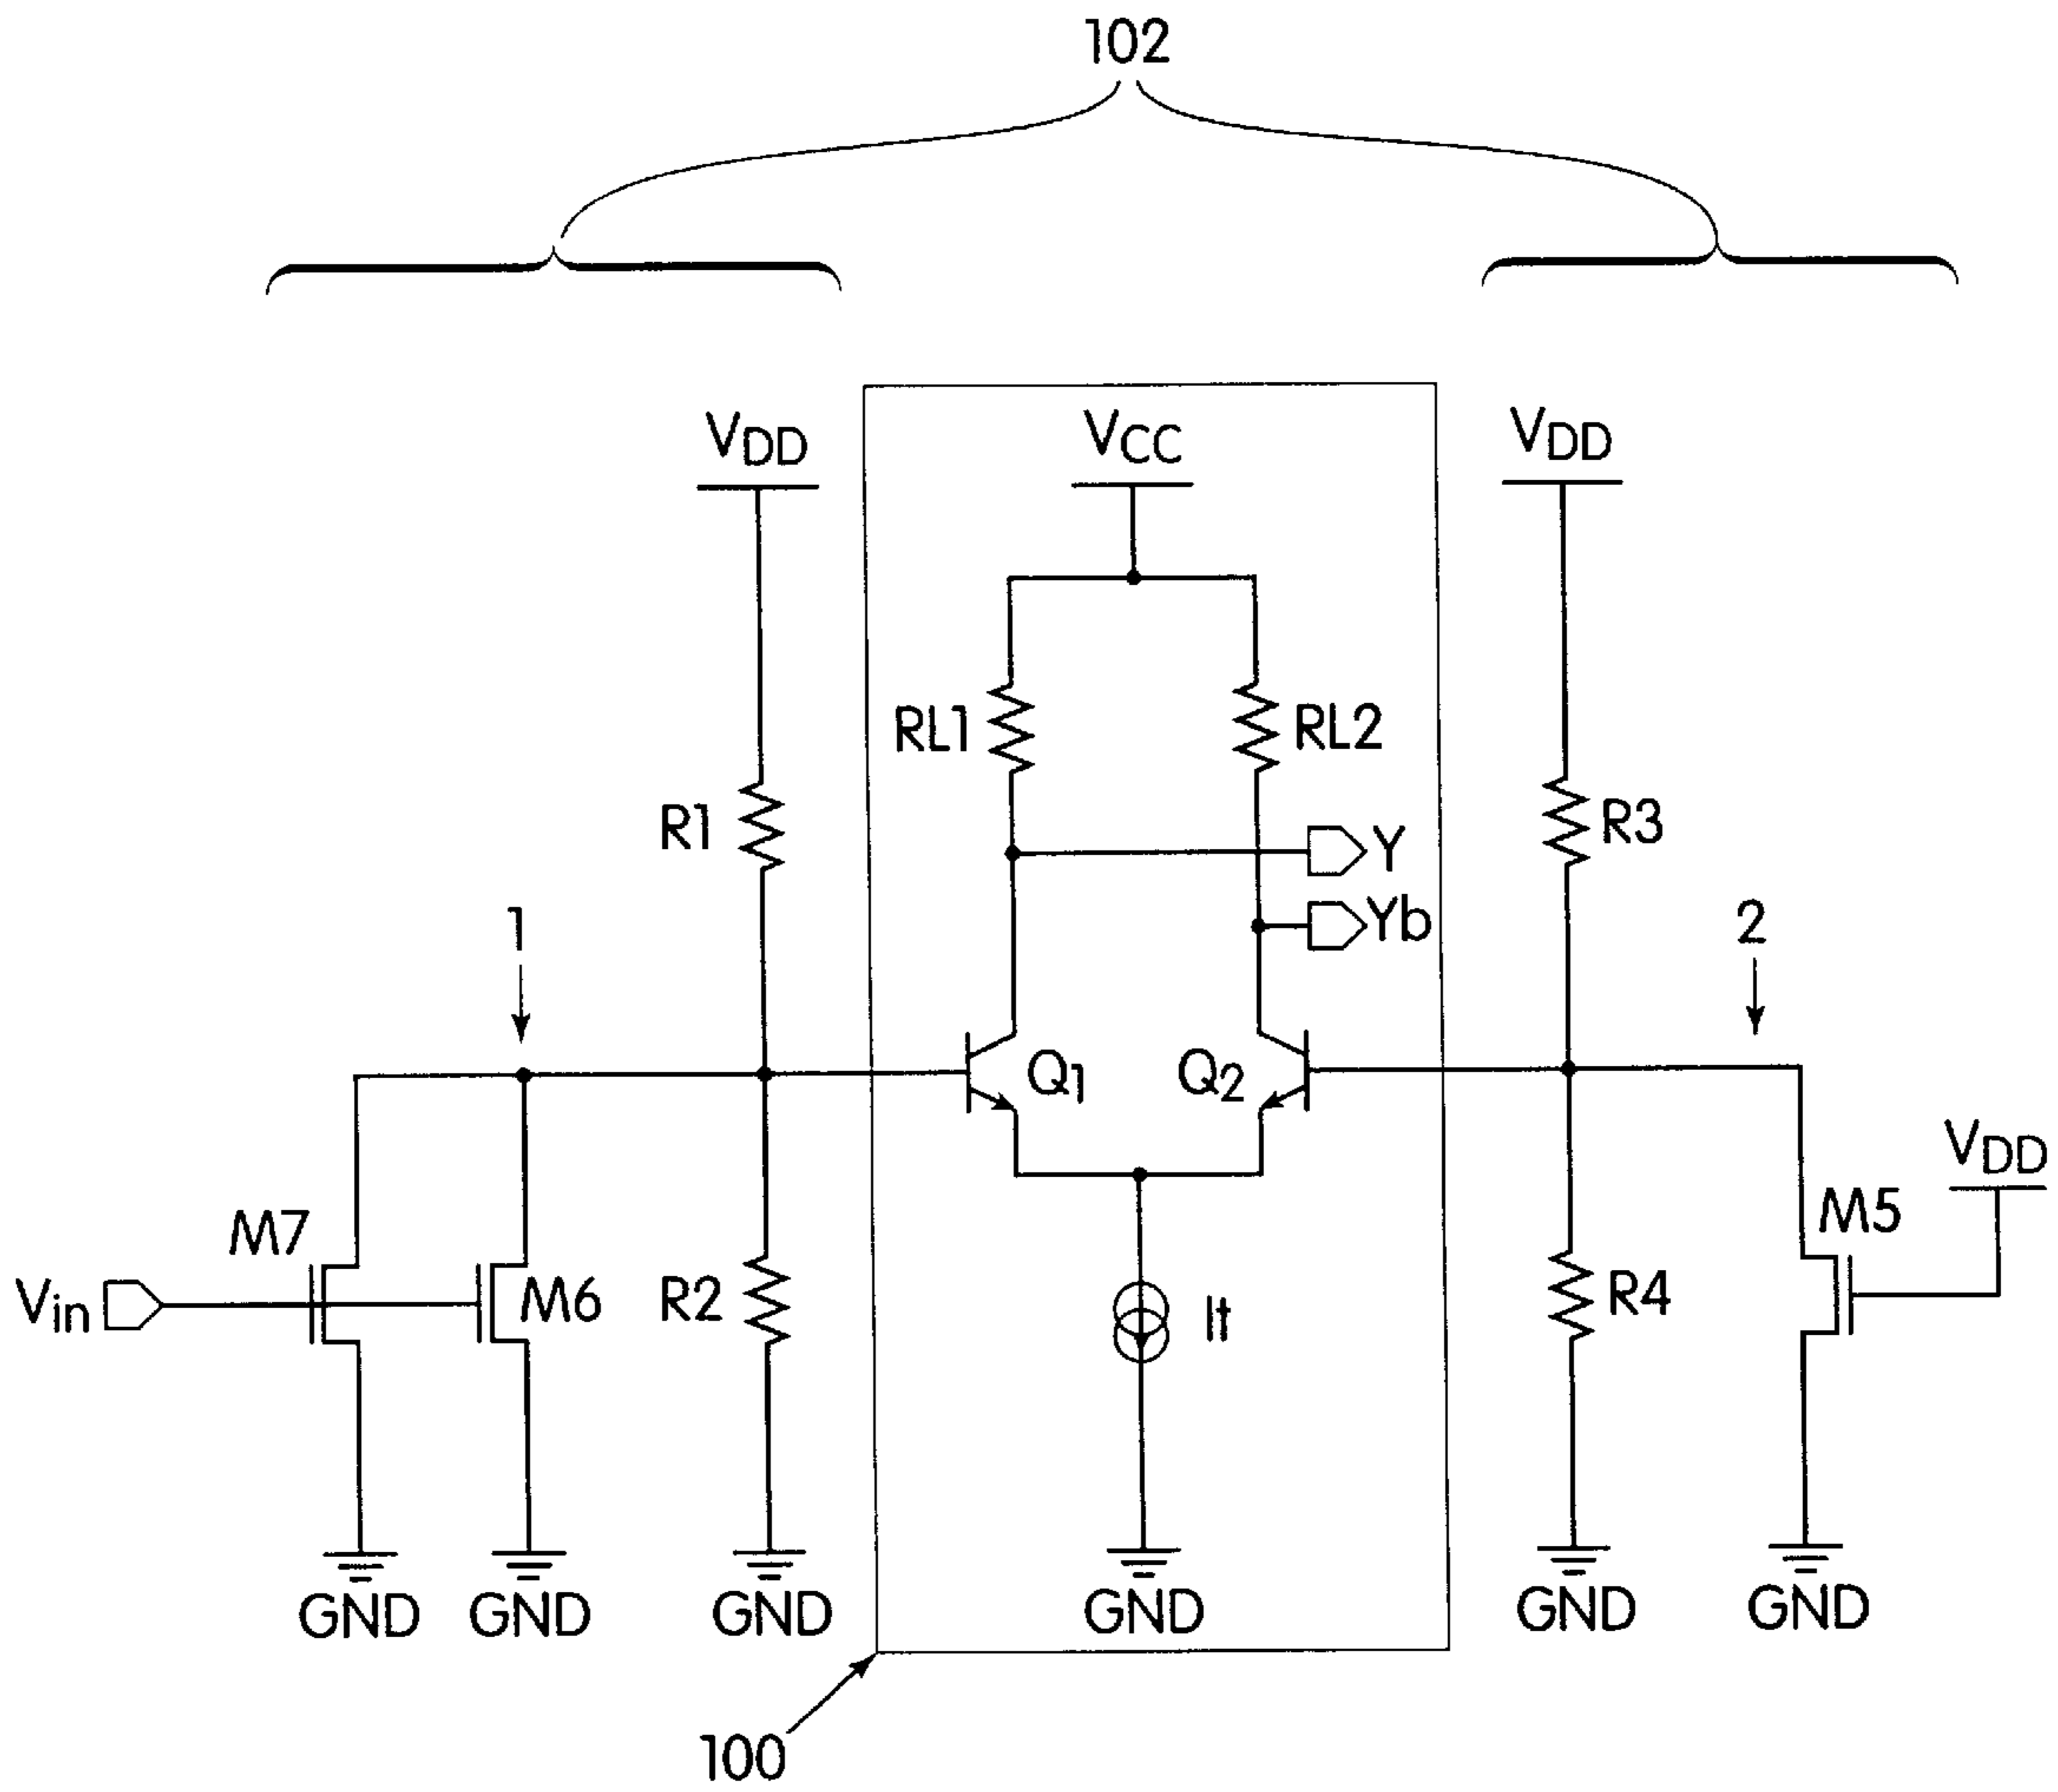 102
VDD
VCC
VDD
RL1
RL2
R1
R3
Y
Yb
1
2
Q1
Q2
VDD
M7
M5
Vin
M6
R2
It
R4
GND
GND
GND
GND
GND
GND
100